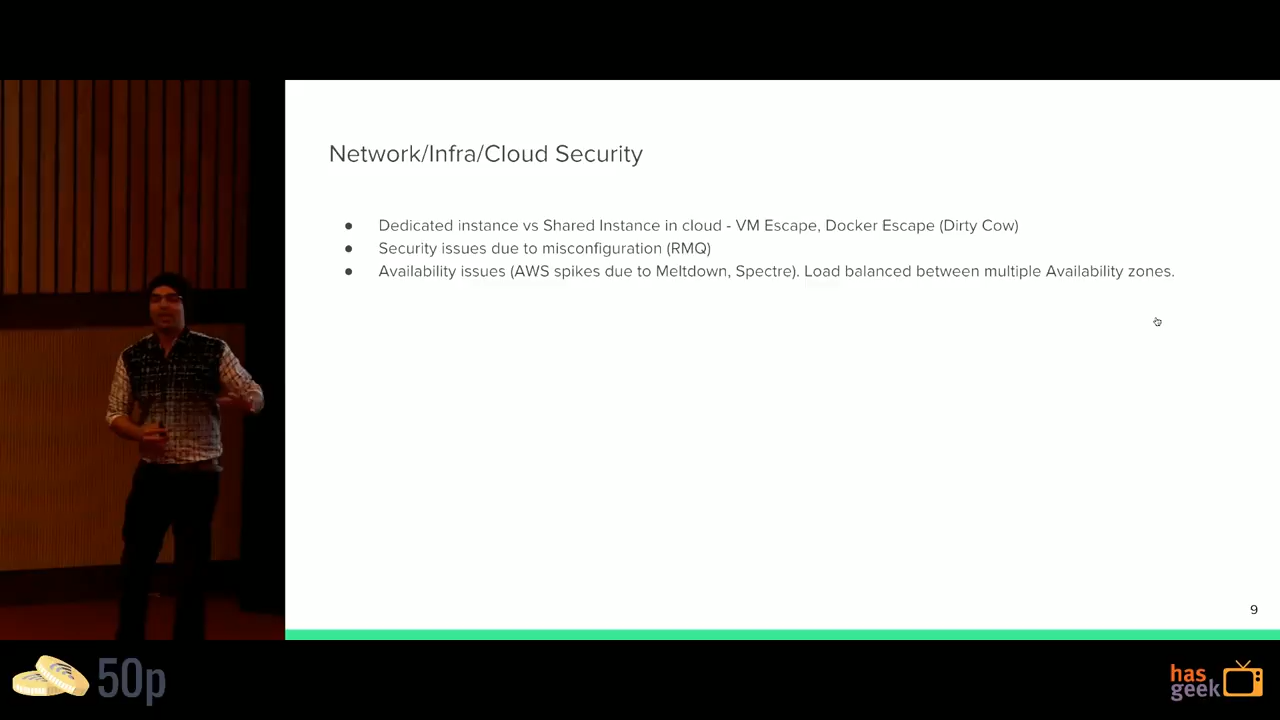 Network/Infra/Cloud Security
● Dedicated instance vs Shared Instance in cloud - VM Escape, Docker Escape (Dirty Cow)
● Security issues due to misconfiguration (RMQ)
● Availability issues (AWS spikes due to Meltdown, Spectre). Load balanced between multiple Availability zones.
9
50p
has
geek